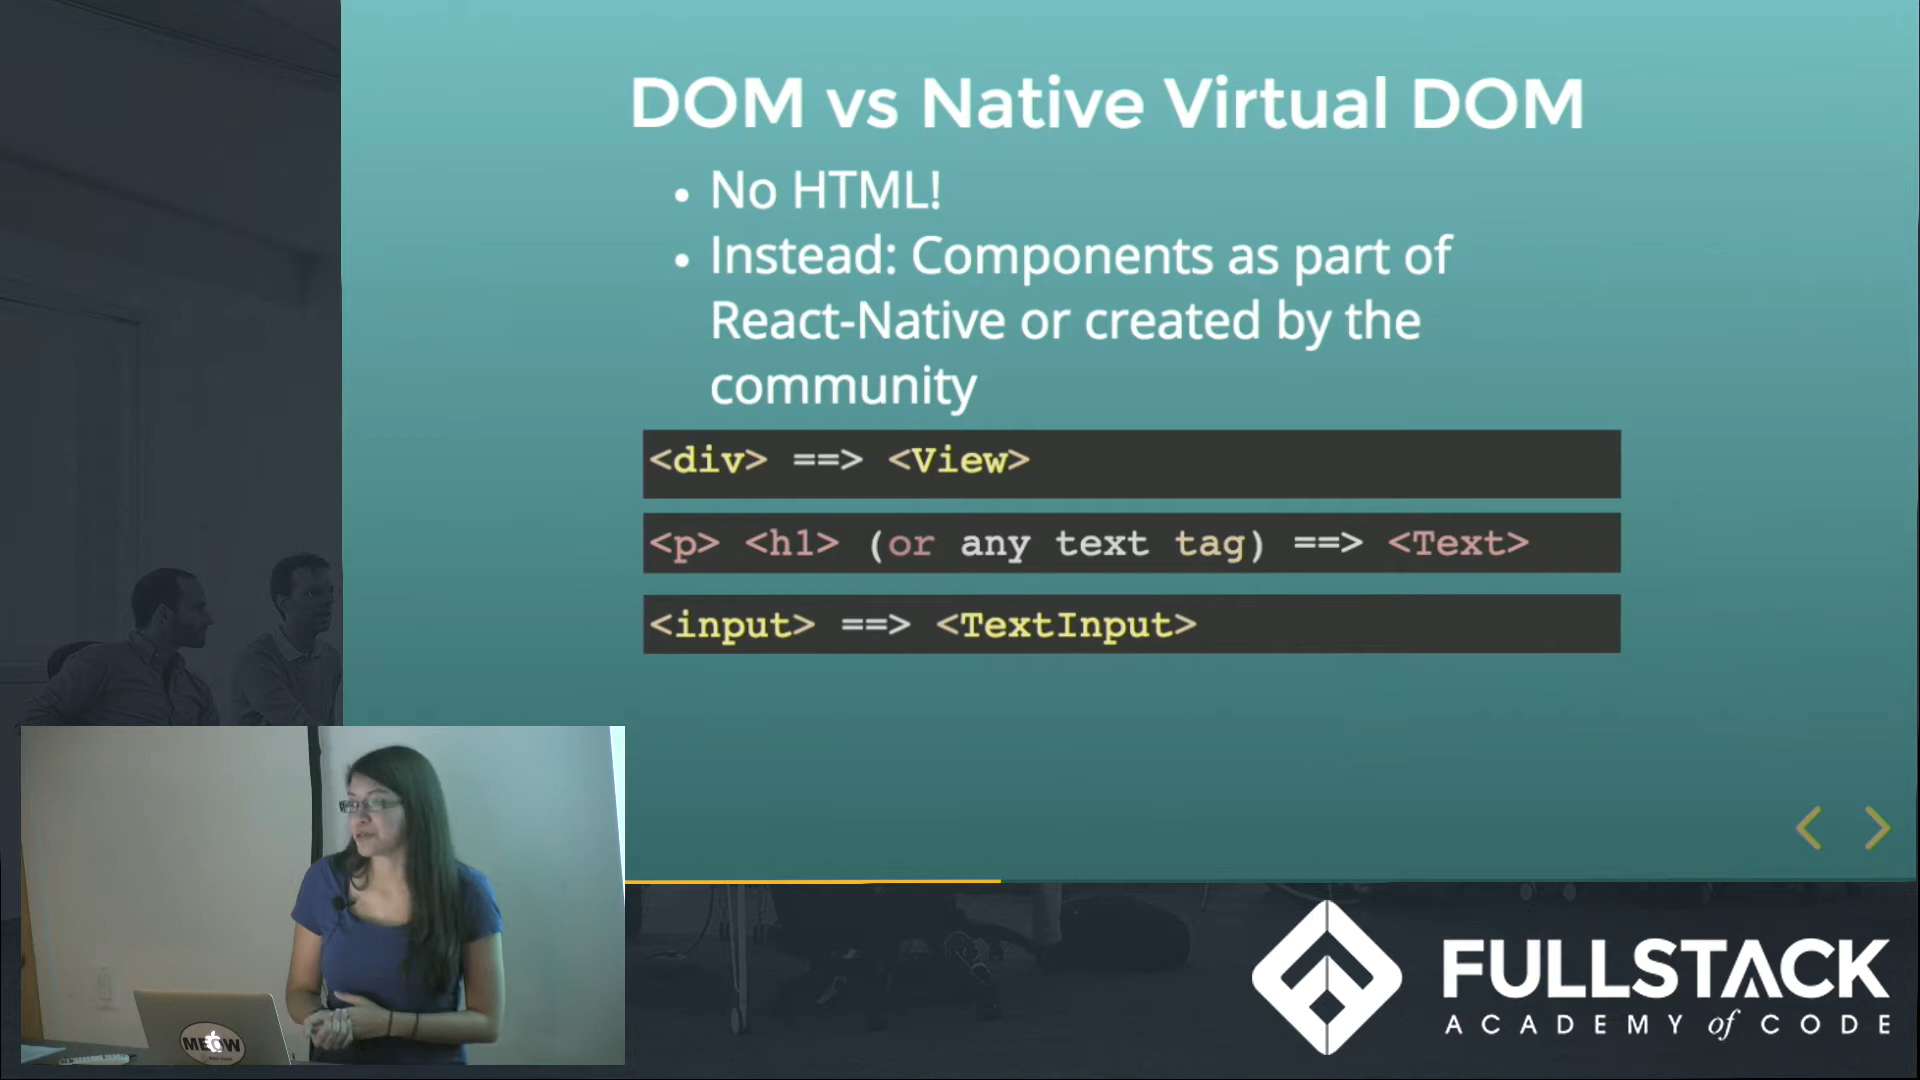 DOM vs Native Virtual DOM
• No HTML!
• Instead: Components as part of
React-Native or created by the
community
<div> ==> <View>
<p> <h1> (or any text tag) ==> <Text>
<input> ==> <TextInput>
MEOW
FULLSTACK
ACADEMY of CODE